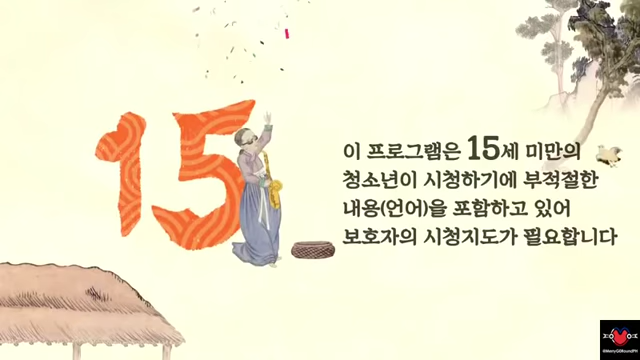 15
이 프로그램은 15세 미만의
청소년이 시청하기에 부적절한
내용(언어)을 포함하고 있어
보호자의 시청지도가 필요합니다